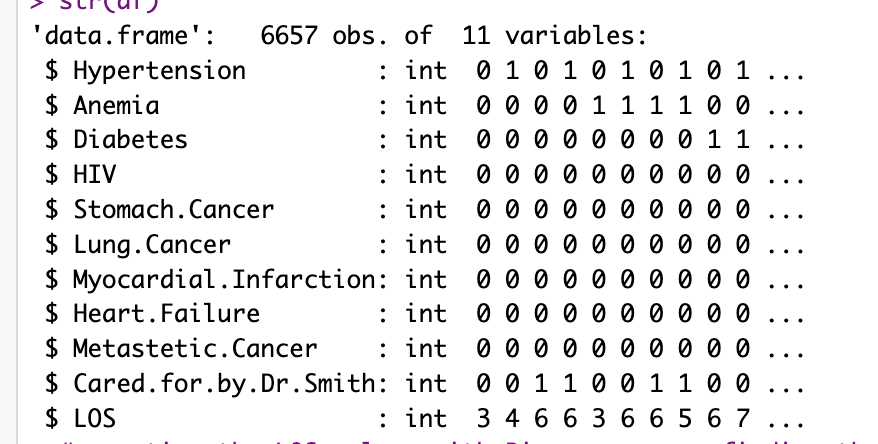 > str(df)
'data.frame':   6657 obs. of  11 variables:
 $ Hypertension         : int  0 1 0 1 0 1 0 1 0 1 ...
 $ Anemia               : int  0 0 0 0 1 1 1 1 0 0 ...
 $ Diabetes             : int  0 0 0 0 0 0 0 0 1 1 ...
 $ HIV                  : int  0 0 0 0 0 0 0 0 0 0 ...
 $ Stomach.Cancer       : int  0 0 0 0 0 0 0 0 0 0 ...
 $ Lung.Cancer          : int  0 0 0 0 0 0 0 0 0 0 ...
 $ Myocardial.Infarction: int  0 0 0 0 0 0 0 0 0 0 ...
 $ Heart.Failure        : int  0 0 0 0 0 0 0 0 0 0 ...
 $ Metastetic.Cancer    : int  0 0 0 0 0 0 0 0 0 0 ...
 $ Cared.for.by.Dr.Smith: int  0 0 1 1 0 0 1 1 0 0 ...
 $ LOS                  : int  3 4 6 6 3 6 6 5 6 7 ...